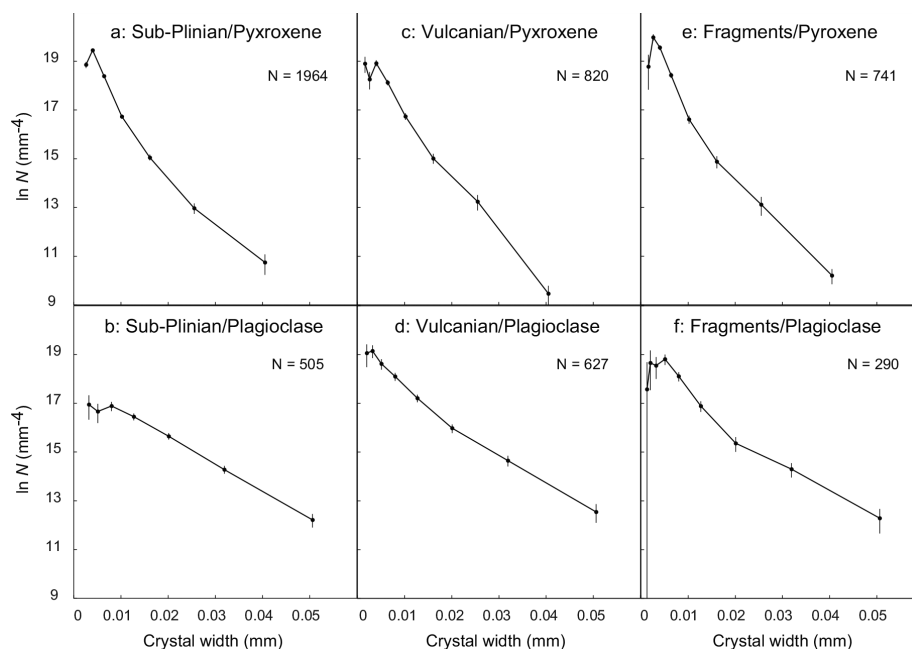 a: Sub-Plinian/Pyxroxene
c: Vulcanian/Pyxroxene
e: Fragments/Pyroxene
N = 1964
N = 820
N = 741
19
17
15
13
11
9
ln N (mm⁻⁴)
b: Sub-Plinian/Plagioclase
d: Vulcanian/Plagioclase
f: Fragments/Plagioclase
N = 505
N = 627
N = 290
19
17
15
13
11
9
ln N (mm⁻⁴)
0 0.01 0.02 0.03 0.04 0.05
0 0.01 0.02 0.03 0.04 0.05
0 0.01 0.02 0.03 0.04 0.05
Crystal width (mm)
Crystal width (mm)
Crystal width (mm)